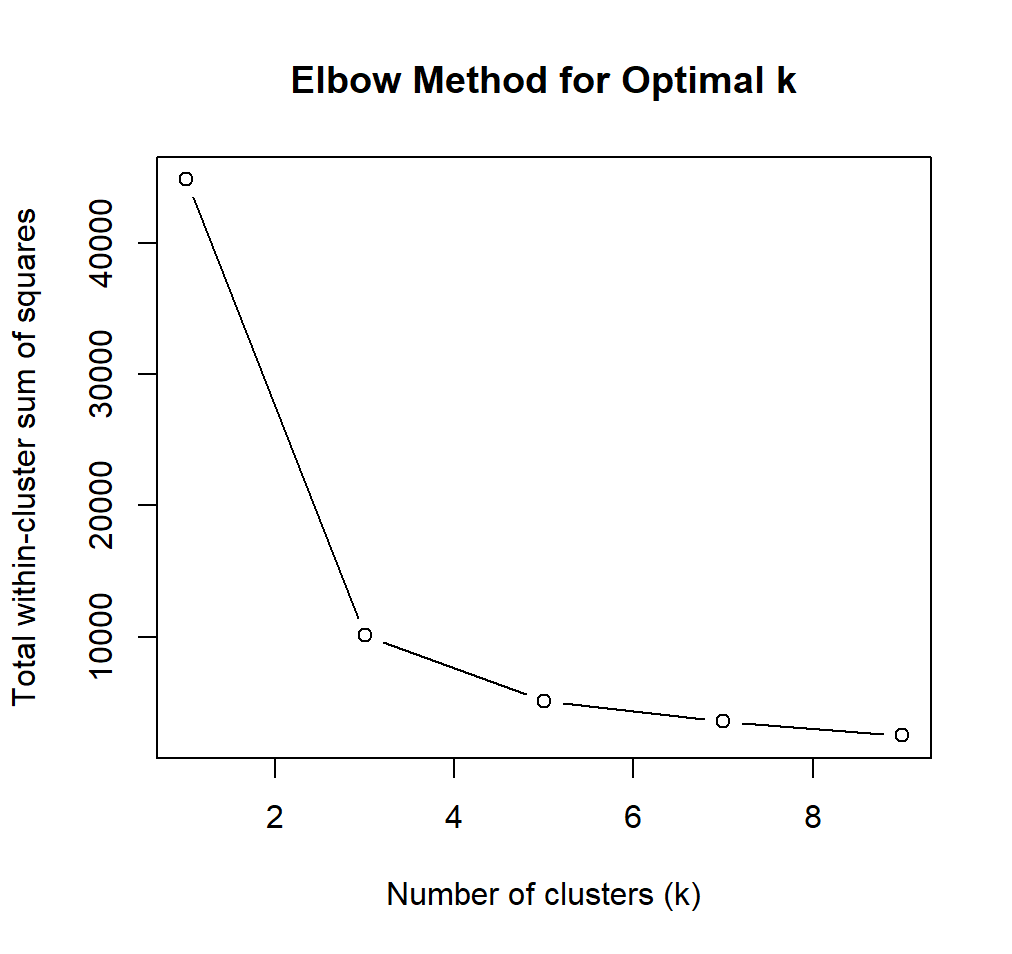 Elbow Method for Optimal k
Total within-cluster sum of squares
40000
30000
20000
10000
2 4 6 8
Number of clusters (k)